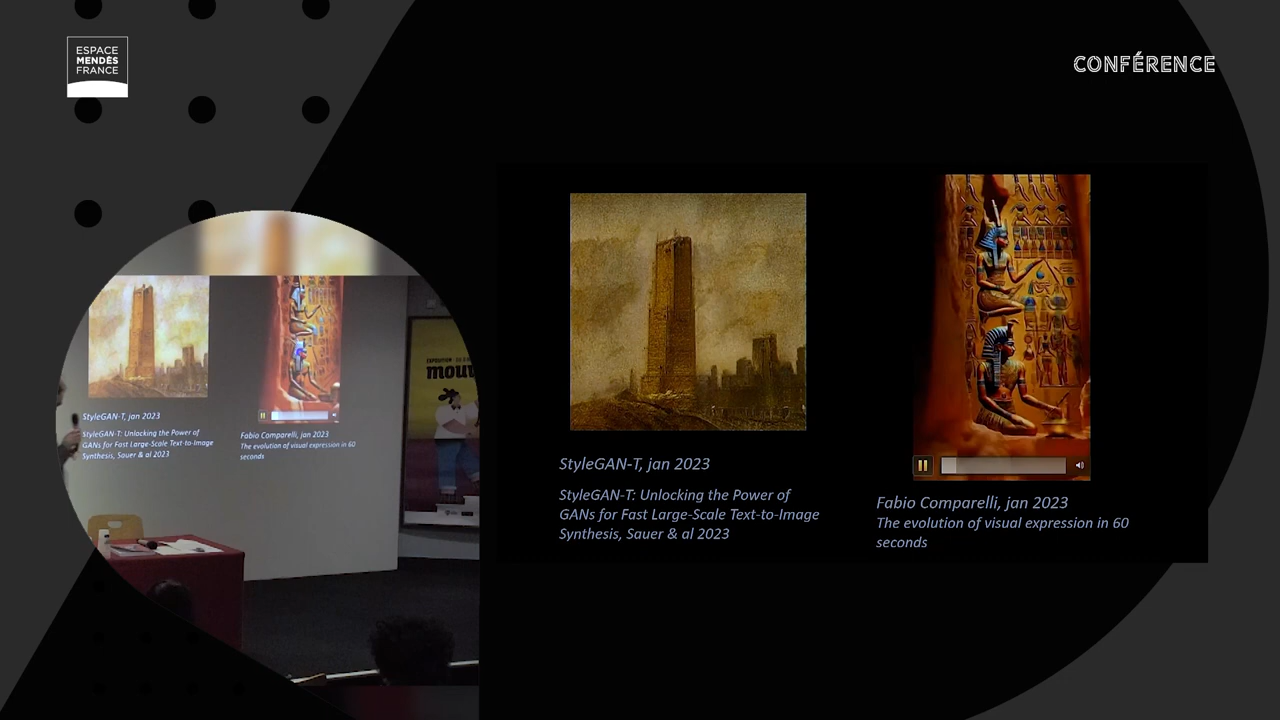 ESPACE
MENDÈS
FRANCE
CONFÉRENCE
StyleGAN-T, jan 2023
StyleGAN-T: Unlocking the Power of
GANs for Fast Large-Scale Text-to-Image
Synthesis, Sauer & al 2023
Fabio Comparelli, jan 2023
The evolution of visual expression in 60
seconds
StyleGAN-T, jan 2023
StyleGAN-T: Unlocking the Power of
GANs for Fast Large-Scale Text-to-Image
Synthesis, Sauer & al 2023
Fabio Comparelli, jan 2023
The evolution of visual expression in 60
seconds
EXPOSITION